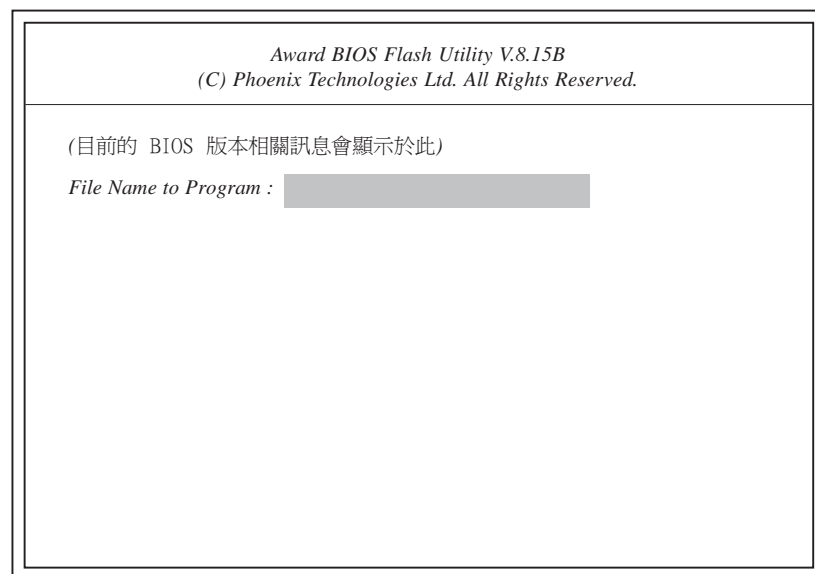 Award BIOS Flash Utility V.8.15B
(C) Phoenix Technologies Ltd. All Rights Reserved.
(目前的 BIOS 版本相關訊息會顯示於此)
File Name to Program :